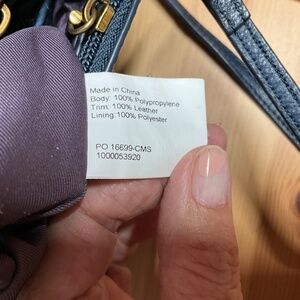 Made in China
Body: 100% Polypropylene
Trim: 100% Leather
Lining:100% Polyester
PO 16699-CMS
1000053920